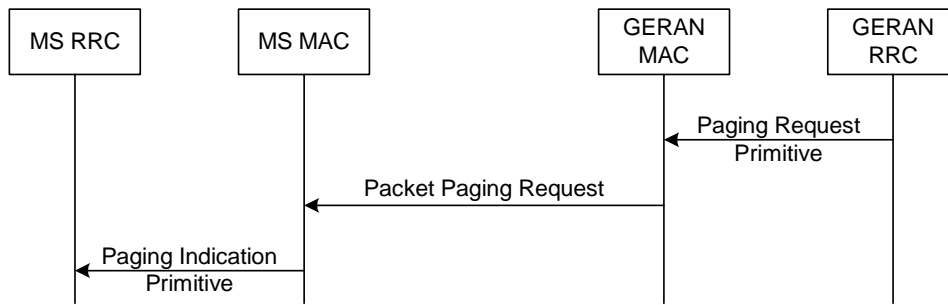 MS RRC
MS MAC
GERAN
MAC
GERAN
RRC
Paging Request
Primitive
Packet Paging Request
Paging Indication
Primitive